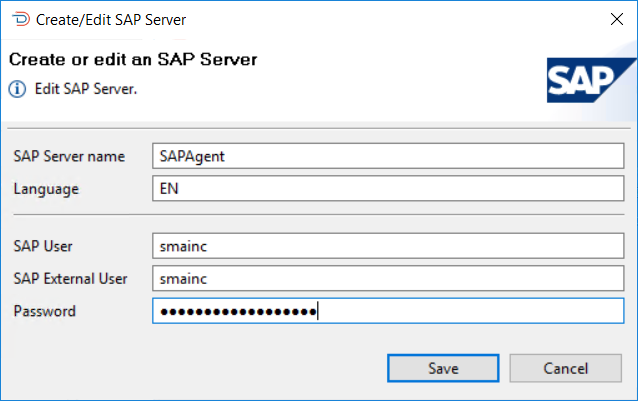 Create/Edit SAP Server
Create or edit an SAP Server
Edit SAP Server.
SAP
SAP Server name SAPAgent
Language EN
SAP User smainc
SAP External User smainc
Password ●●●●●●●●●●●●●●●●●●
Save Cancel